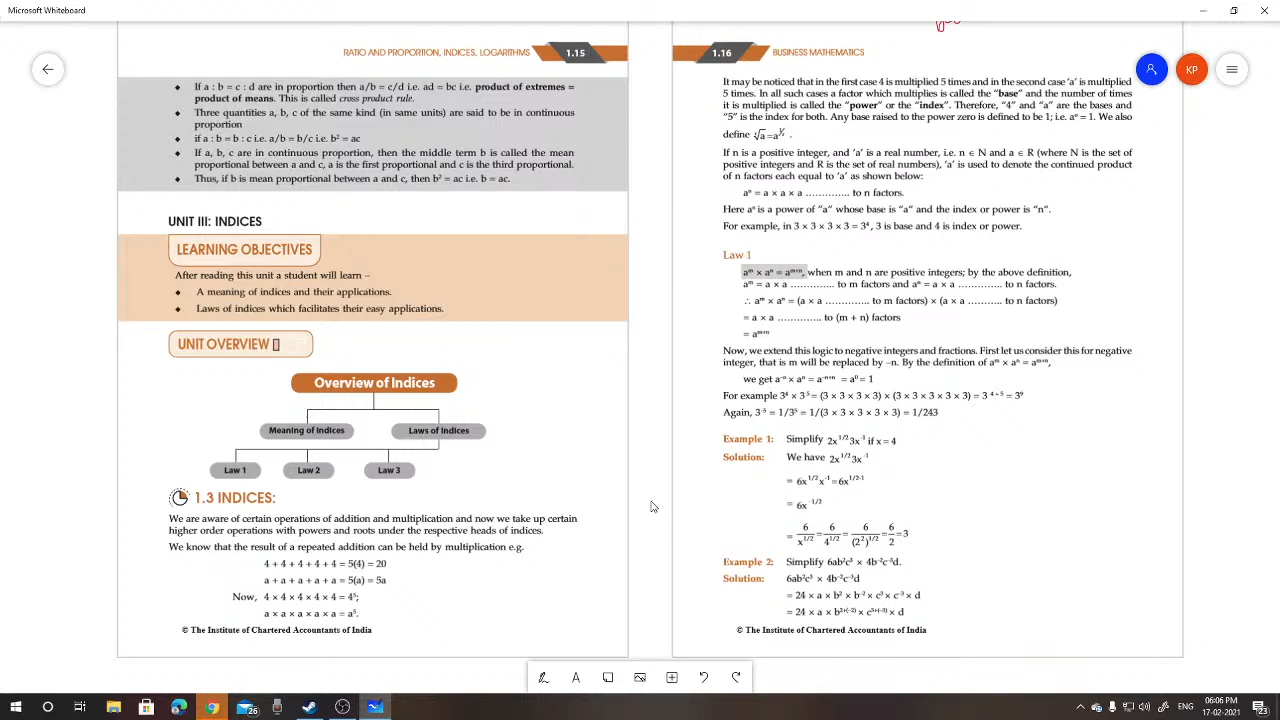 Microsoft Whiteboard
RATIO AND PROPORTION, INDICES, LOGARITHMS 1.15
♦ If a : b = c : d are in proportion then a/b = c/d i.e. ad = bc i.e. product of extremes =
product of means. This is called cross product rule.
♦ Three quantities a, b, c of the same kind (in same units) are said to be in continuous
proportion
♦ if a : b = b : c i.e. a/b = b/c i.e. b² = ac
♦ If a, b, c are in continuous proportion, then the middle term b is called the mean
proportional between a and c, a is the first proportional and c is the third proportional.
♦ Thus, if b is mean proportional between a and c, then b² = ac i.e. b = ac.
UNIT III: INDICES
LEARNING OBJECTIVES
After reading this unit a student will learn –
♦ A meaning of indices and their applications.
♦ Laws of indices which facilitates their easy applications.
UNIT OVERVIEW
Overview of Indices
Meaning of Indices Laws of Indices
Law 1 Law 2 Law 3
1.3 INDICES:
We are aware of certain operations of addition and multiplication and now we take up certain
higher order operations with powers and roots under the respective heads of indices.
We know that the result of a repeated addition can be held by multiplication e.g.
4 + 4 + 4 + 4 + 4 = 5(4) = 20
a + a + a + a + a = 5(a) = 5a
Now, 4 × 4 × 4 × 4 × 4 = 4⁵;
a × a × a × a × a = a⁵.
© The Institute of Chartered Accountants of India
1.16 BUSINESS MATHEMATICS
KP
It may be noticed that in the first case 4 is multiplied 5 times and in the second case ‘a’ is multiplied
5 times. In all such cases a factor which multiplies is called the “base” and the number of times
it is multiplied is called the “power” or the “index”. Therefore, “4” and “a” are the bases and
“5” is the index for both. Any base raised to the power zero is defined to be 1; i.e. a⁰ = 1. We also
define
If n is a positive integer, and ‘a’ is a real number, i.e. n ∈ N and a ∈ R (where N is the set of
positive integers and R is the set of real numbers), ‘a’ is used to denote the continued product
of n factors each equal to ‘a’ as shown below:
aⁿ = a × a × a ………….. to n factors.
Here aⁿ is a power of “a” whose base is “a” and the index or power is “n”.
For example, in 3 × 3 × 3 × 3 = 3⁴ , 3 is base and 4 is index or power.
Law 1
aᵐ × aⁿ = aᵐ⁺ⁿ, when m and n are positive integers; by the above definition,
aᵐ = a × a ………….. to m factors and aⁿ = a × a ………….. to n factors.
∴ aᵐ × aⁿ = (a × a ………….. to m factors) × (a × a ……….. to n factors)
= a × a ………….. to (m + n) factors
= aᵐ⁺ⁿ
Now, we extend this logic to negative integers and fractions. First let us consider this for negative
integer, that is m will be replaced by –n. By the definition of aᵐ × aⁿ = aᵐ⁺ⁿ,
we get a⁻ⁿ × aⁿ = a⁻ⁿ⁺ⁿ = a⁰ = 1
For example 3⁴ × 3⁵ = (3 × 3 × 3 × 3) × (3 × 3 × 3 × 3 × 3) = 3 ⁴ ⁺ ⁵ = 3⁹
Again, 3⁻⁵ = 1/3⁵ = 1/(3 × 3 × 3 × 3 × 3) = 1/243
Example 1: Simplify 2x^1/2 3x^-1 if x = 4
Solution: We have 2x^1/2 3x^-1
= 6x^1/2 x^-1 = 6x^1/2-1
= 6x^-1/2
= 6/x^1/2 = 6/4^1/2 = 6/(2²)^1/2 = 6/2 = 3
Example 2: Simplify 6ab²c³ × 4b⁻²c⁻³d.
Solution: 6ab²c³ × 4b⁻²c⁻³d
= 24 × a × b² × b⁻² × c³ × c⁻³ × d
= 24 × a × b²⁺⁽⁻²⁾ × c³⁺⁽⁻³⁾ × d
© The Institute of Chartered Accountants of India
06:06 PM
17-02-2021